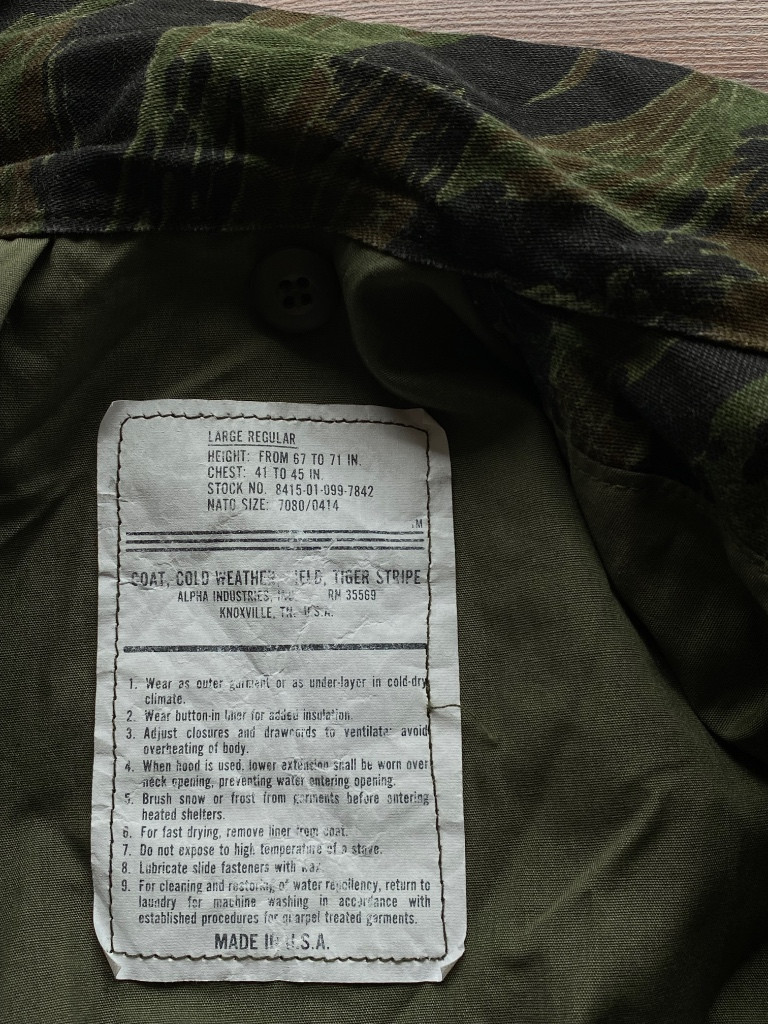 LARGE REGULAR
HEIGHT: FROM 67 TO 71 IN.
CHEST: 41 TO 45 IN.
STOCK NO. 8415-01-099-7842
NATO SIZE: 7080/0414
TM
COAT, COLD WEATHER, FIELD, TIGER STRIPE
ALPHA INDUSTRIES, INC. RN 35569
KNOXVILLE, TN. U.S.A.
1. Wear as outer garment or as under-layer in cold-dry
climate.
2. Wear button-in liner for added insulation.
3. Adjust closures and drawcords to ventilate; avoid
overheating of body.
4. When hood is used, lower extension shall be worn over
neck opening, preventing water entering opening.
5. Brush snow or frost from garments before entering
heated shelters.
6. For fast drying, remove liner from coat.
7. Do not expose to high temperature of a stove.
8. Lubricate slide fasteners with wax.
9. For cleaning and restoring of water repellency, return to
laundry for machine washing in accordance with
established procedures for quarpel treated garments.
MADE IN U.S.A.